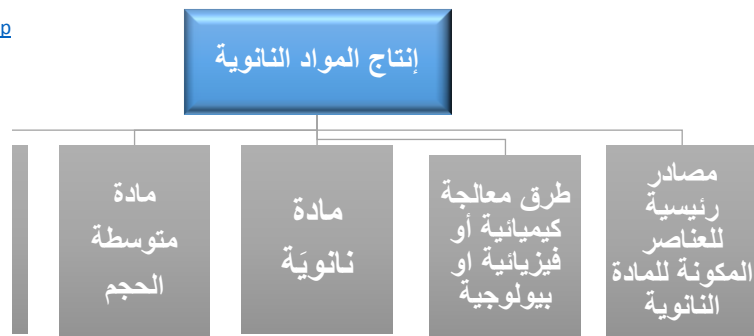 p
إنتاج المواد النانوية
مصادر
رئيسية
للعناصر
المكونة للمادة
النانوية
طرق معالجة
كيميائية أو
فيزيائية او
بيولوجية
مادة
نانويَة
مادة
متوسطة
الحجم